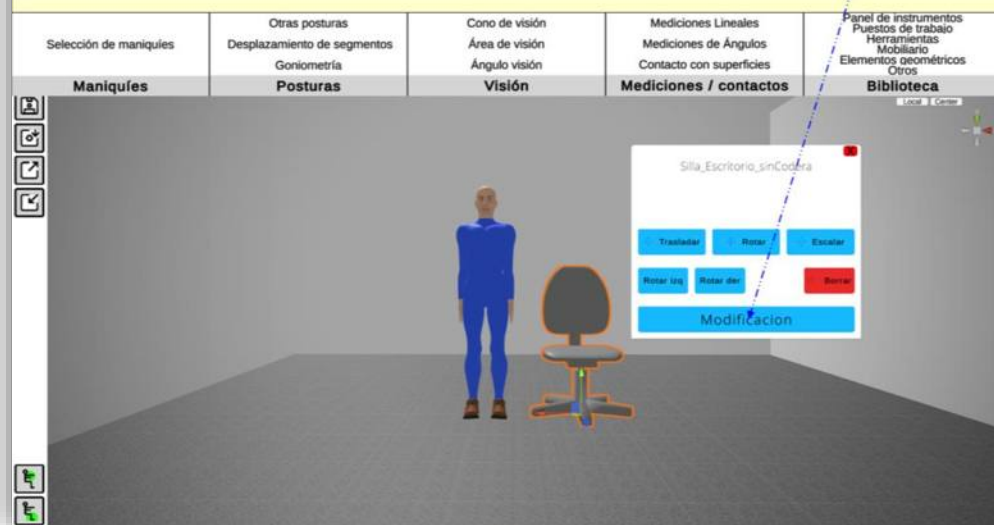 Selección de maniquíes
Maniquíes
Otras posturas
Desplazamiento de segmentos
Goniometría
Posturas
Cono de visión
Área de visión
Ángulo visión
Visión
Mediciones Lineales
Mediciones de Ángulos
Contacto con superficies
Mediciones / contactos
Panel de instrumentos
Puestos de trabajo
Herramientas
Mobiliario
Elementos geométricos
Otros
Biblioteca
Local Center
Silla_Escritorio_sinCodera
Trasladar Rotar Escalar
Rotar izq Rotar der Borrar
Modificacion